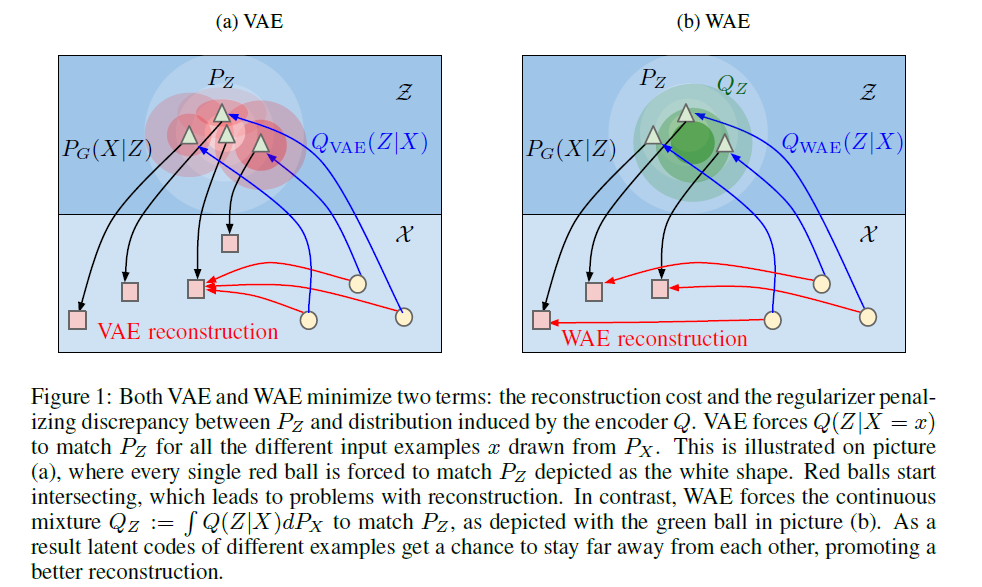 (a) VAE
(b) WAE
P_Z
𝒵
P_G(X|Z)
Q_VAE(Z|X)
𝒳
VAE reconstruction
P_Z
Q_Z
𝒵
P_G(X|Z)
Q_WAE(Z|X)
𝒳
WAE reconstruction
Figure 1: Both VAE and WAE minimize two terms: the reconstruction cost and the regularizer penal-
izing discrepancy between P_Z and distribution induced by the encoder Q. VAE forces Q(Z|X = x)
to match P_Z for all the different input examples x drawn from P_X. This is illustrated on picture
(a), where every single red ball is forced to match P_Z depicted as the white shape. Red balls start
intersecting, which leads to problems with reconstruction. In contrast, WAE forces the continuous
mixture Q_Z := ∫ Q(Z|X)dP_X to match P_Z, as depicted with the green ball in picture (b). As a
result latent codes of different examples get a chance to stay far away from each other, promoting a
better reconstruction.